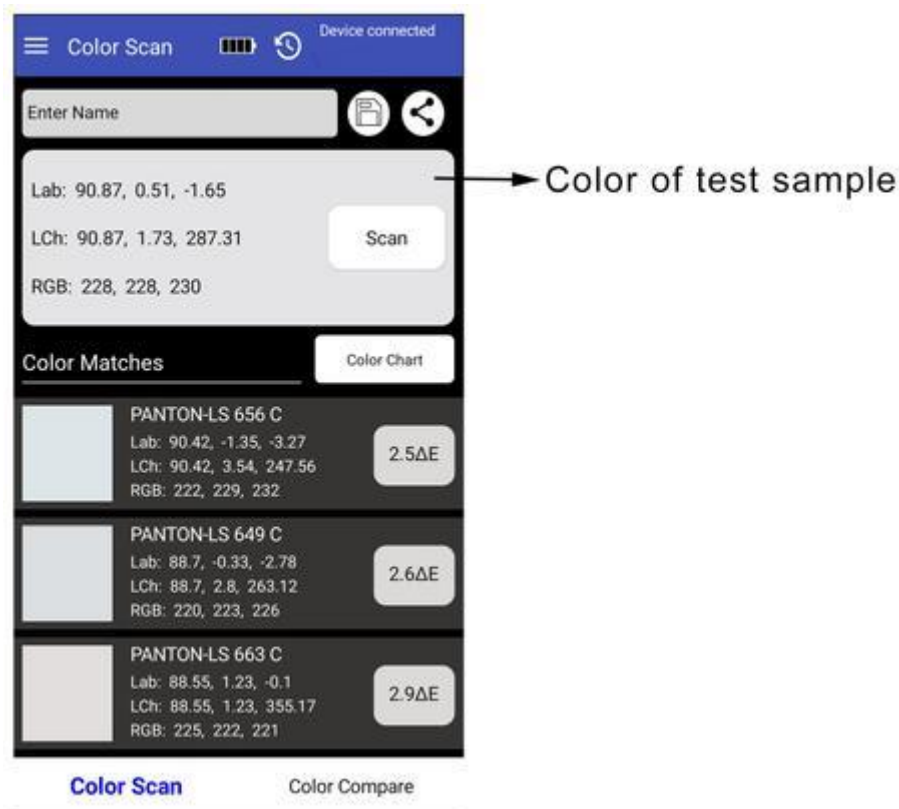 Color Scan
Device connected
Enter Name
Lab: 90.87, 0.51, -1.65
LCh: 90.87, 1.73, 287.31
RGB: 228, 228, 230
Scan
Color of test sample
Color Matches
Color Chart
PANTON-LS 656 C
Lab: 90.42, -1.35, -3.27
LCh: 90.42, 3.54, 247.56
RGB: 222, 229, 232
2.5ΔE
PANTON-LS 649 C
Lab: 88.7, -0.33, -2.78
LCh: 88.7, 2.8, 263.12
RGB: 220, 223, 226
2.6ΔE
PANTON-LS 663 C
Lab: 88.55, 1.23, -0.1
LCh: 88.55, 1.23, 355.17
RGB: 225, 222, 221
2.9ΔE
Color Scan
Color Compare